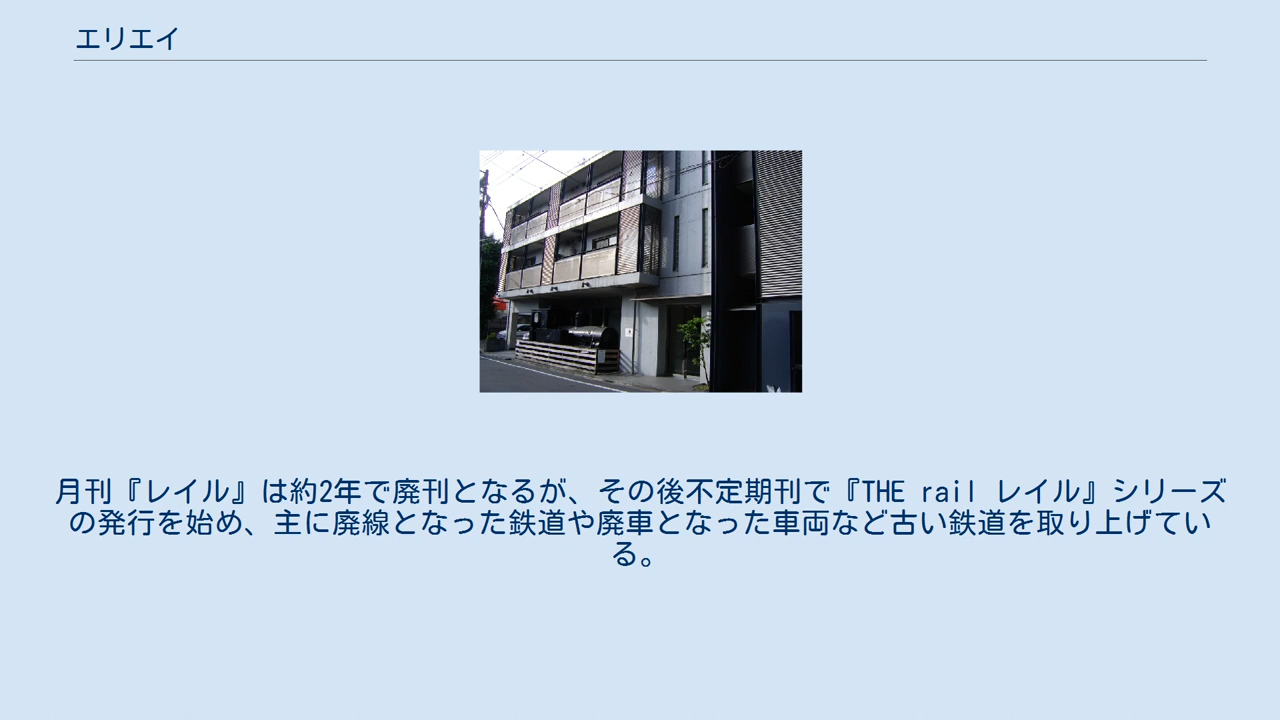 エリエイ
月刊『レイル』は約2年で廃刊となるが、その後不定期刊で『THE rail レイル』シリーズ
の発行を始め、主に廃線となった鉄道や廃車となった車両など古い鉄道を取り上げてい
る。